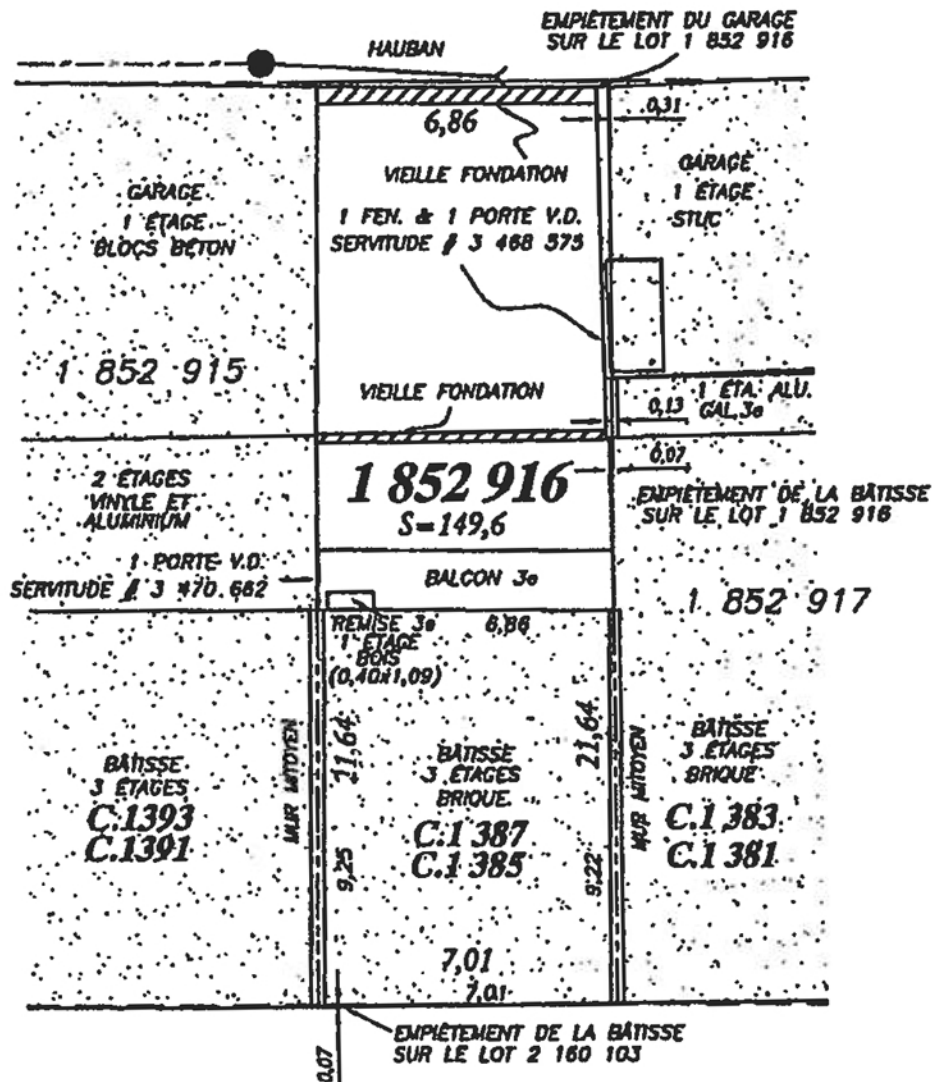 EMPIÈTEMENT DU GARAGE
SUR LE LOT 1 852 916
HAUBAN
6,86
0,31
VIEILLE FONDATION
GARAGE
1 ÉTAGE
BLOCS BÉTON
GARAGE
1 ÉTAGE
STUC
1 FEN. & 1 PORTE V.D.
SERVITUDE # 3 468 575
1 852 915
VIEILLE FONDATION
1 ÉTA. ALU.
GAL.3e
0,13
0,07
2 ÉTAGES
VINYLE ET
ALUMINIUM
1 852 916
S=149,6
EMPIÈTEMENT DE LA BÂTISSE
SUR LE LOT 1 852 916
1 PORTE V.D.
SERVITUDE # 3 470 662
BALCON 3e
1 852 917
REMISE 3e
1 ÉTAGE
BOIS
(0,40x1,09)
6,86
21,64
21,64
MUR MITOYEN
MUR MITOYEN
BÂTISSE
3 ÉTAGES
C.1393
C.1391
BÂTISSE
3 ÉTAGES
BRIQUE
C.1 387
C.1 385
BÂTISSE
3 ÉTAGES
BRIQUE
C.1 383
C.1 381
9,25
9,22
7,01
7,01
EMPIÈTEMENT DE LA BÂTISSE
SUR LE LOT 2 160 103
0,07